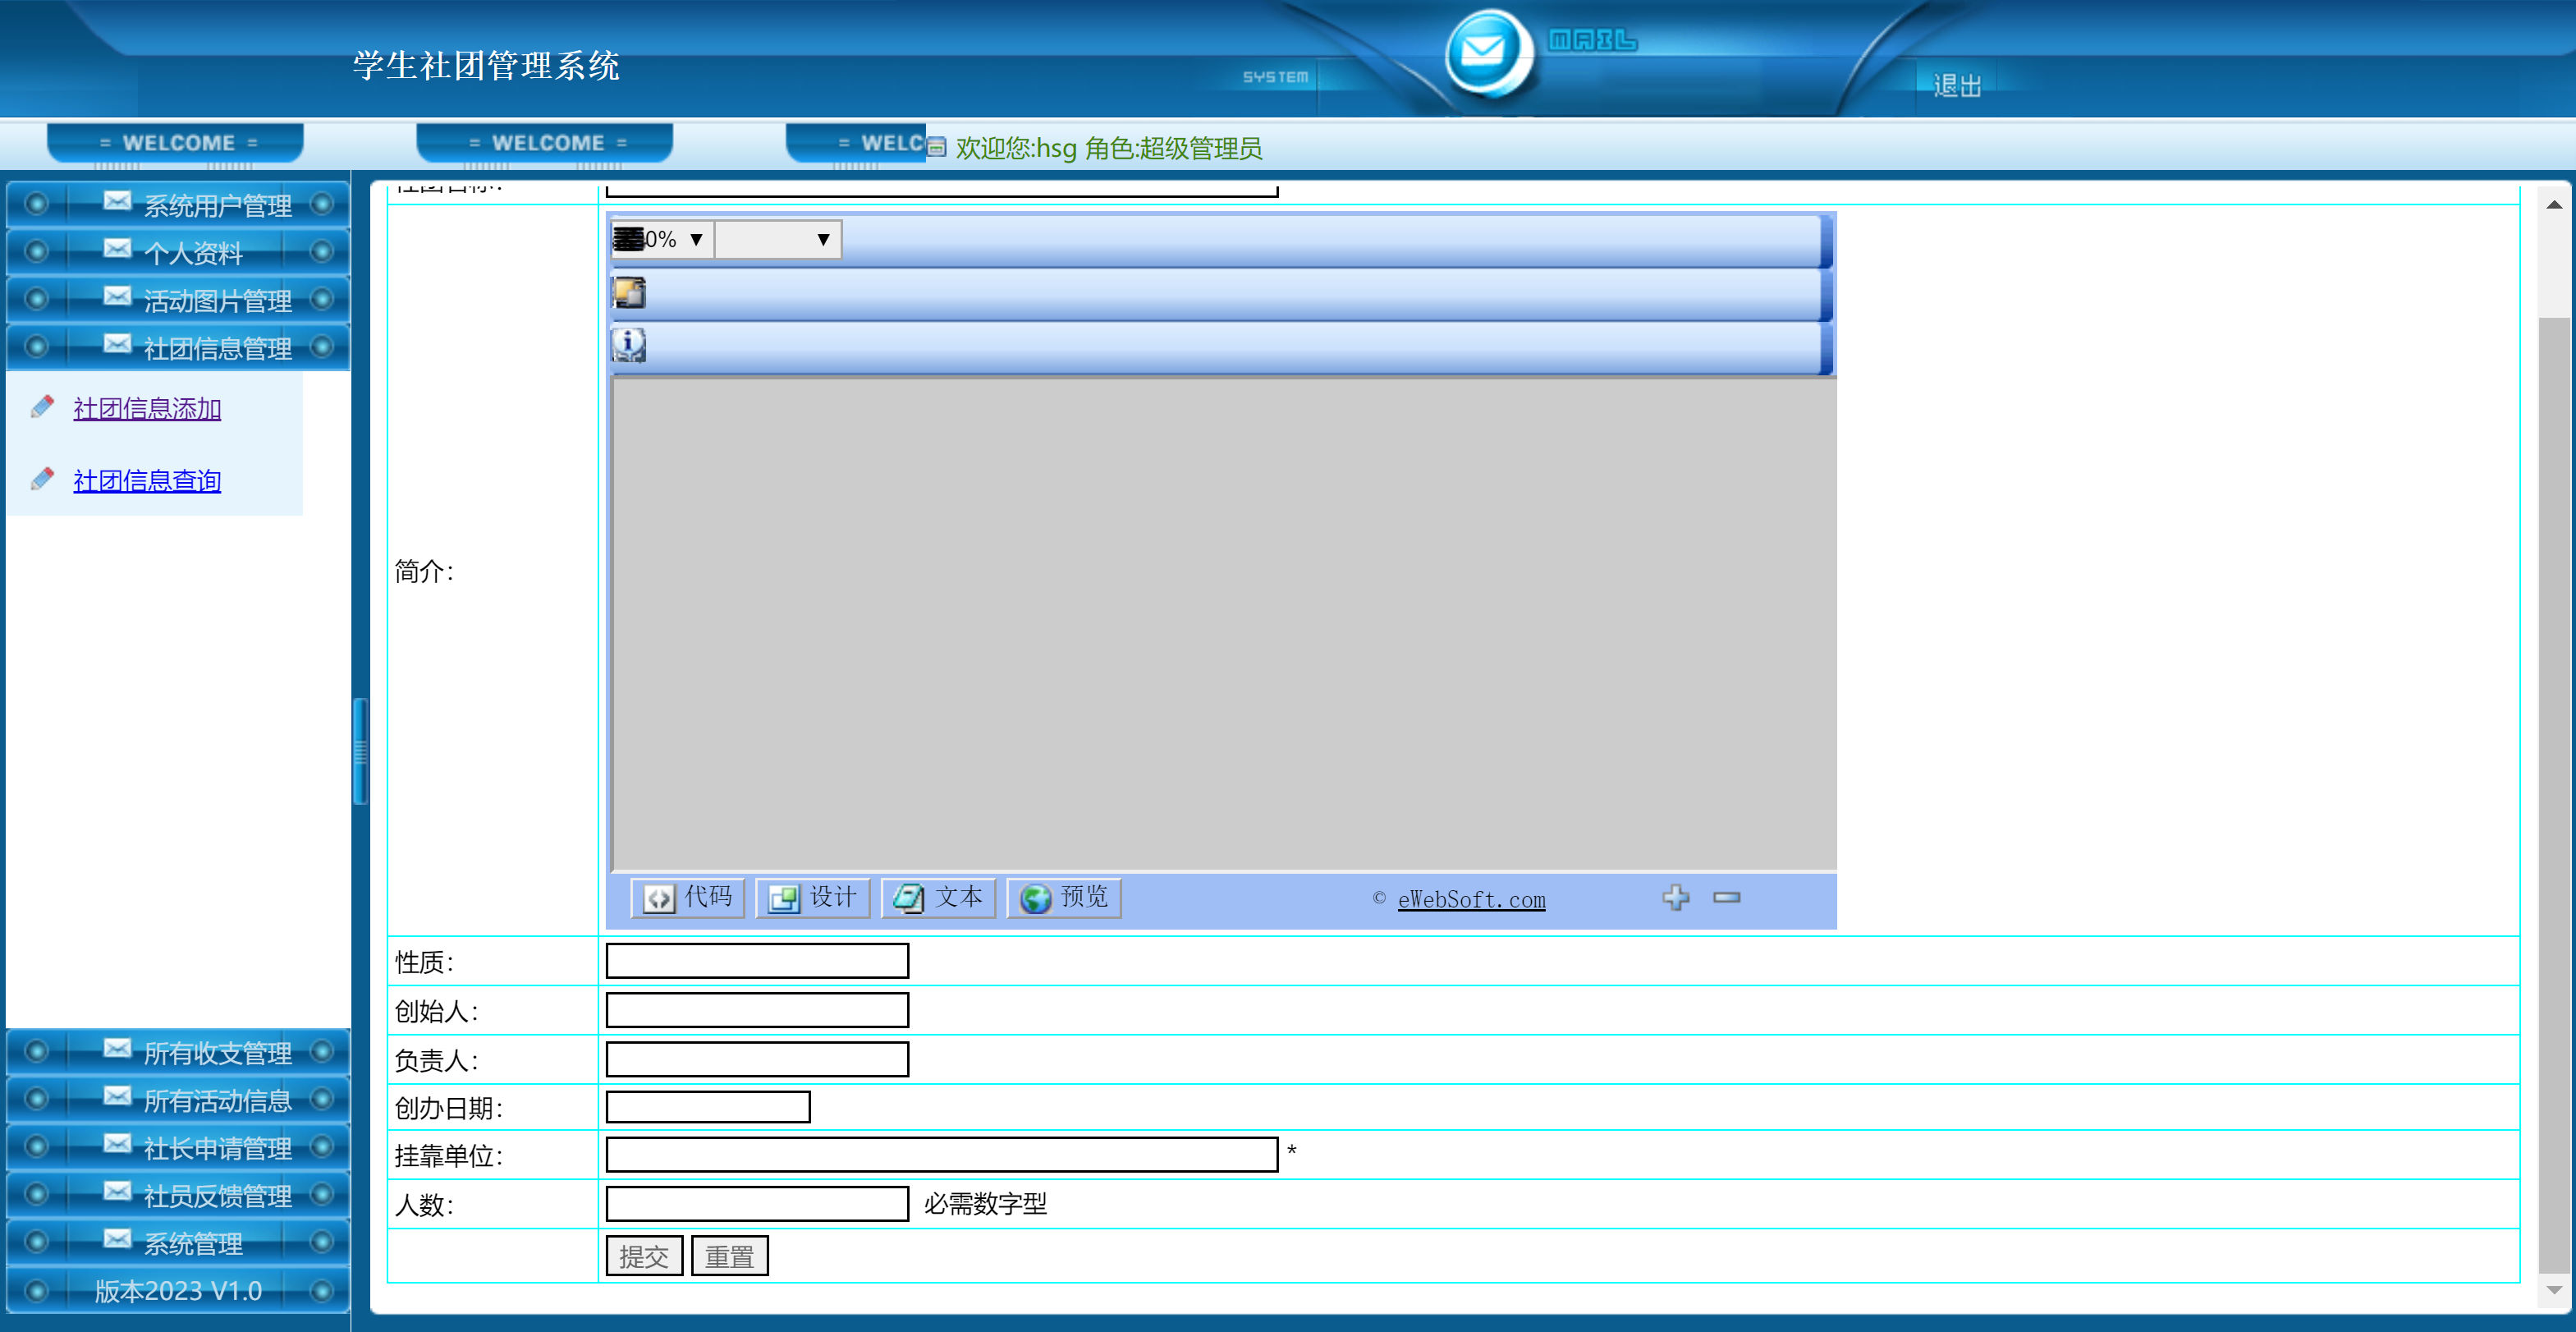 学生社团管理系统
SYSTEM
MAIL
退出
= WELCOME =
= WELCOME =
= WELC
欢迎您:hsg 角色:超级管理员
系统用户管理
个人资料
活动图片管理
社团信息管理
社团信息添加
社团信息查询
所有收支管理
所有活动信息
社长申请管理
社员反馈管理
系统管理
版本2023 V1.0
0%
简介:
代码 设计 文本 预览 © eWebSoft.com
性质:
创始人:
负责人:
创办日期:
挂靠单位: *
人数: 必需数字型
提交 重置